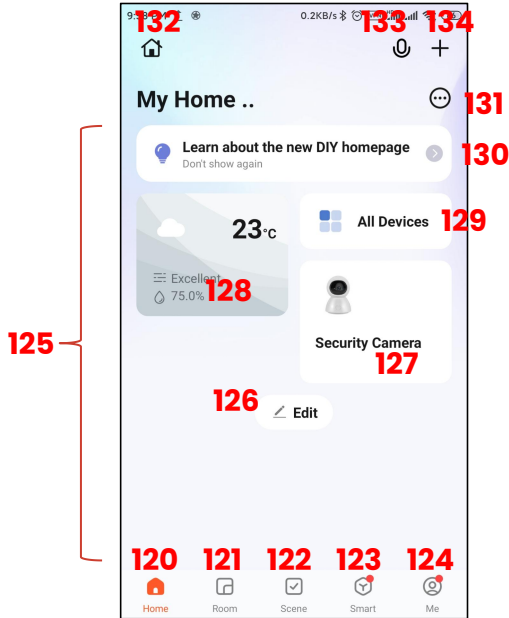 132
0.2KB/s
133
134
My Home ..
131
Learn about the new DIY homepage
Don't show again
130
23°C
All Devices
129
Excellent
75.0%
128
125
Security Camera
127
126
Edit
120
121
122
123
124
Home
Room
Scene
Smart
Me